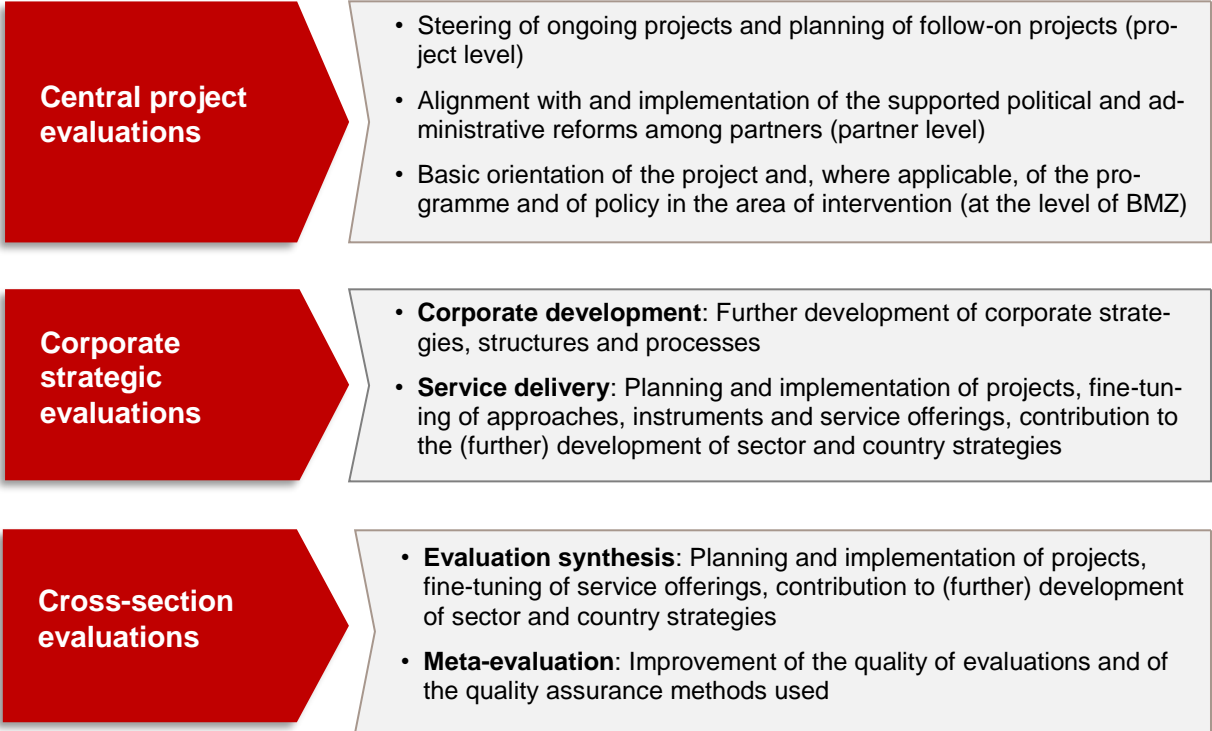 Central project
evaluations
• Steering of ongoing projects and planning of follow-on projects (pro-
ject level)
• Alignment with and implementation of the supported political and ad-
ministrative reforms among partners (partner level)
• Basic orientation of the project and, where applicable, of the pro-
gramme and of policy in the area of intervention (at the level of BMZ)
Corporate
strategic
evaluations
• Corporate development: Further development of corporate strate-
gies, structures and processes
• Service delivery: Planning and implementation of projects, fine-tun-
ing of approaches, instruments and service offerings, contribution to
the (further) development of sector and country strategies
Cross-section
evaluations
• Evaluation synthesis: Planning and implementation of projects,
fine-tuning of service offerings, contribution to (further) development
of sector and country strategies
• Meta-evaluation: Improvement of the quality of evaluations and of
the quality assurance methods used